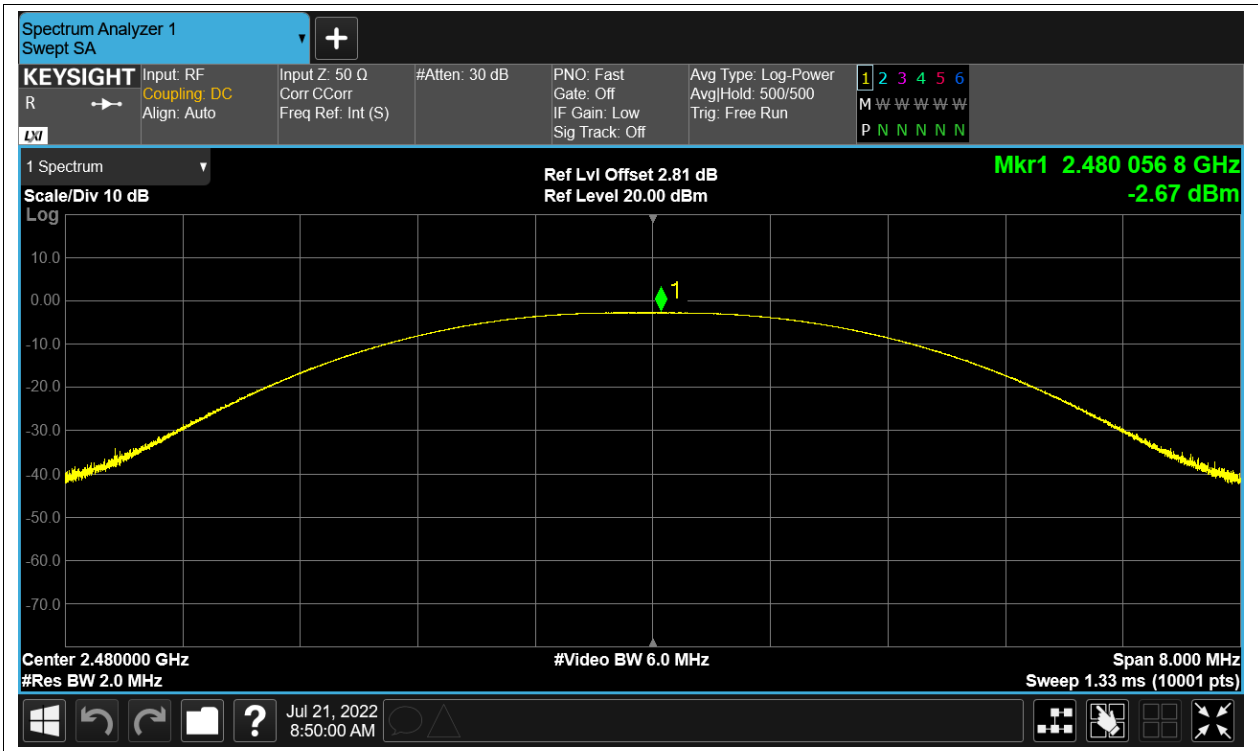 Spectrum Analyzer 1
Swept SA
KEYSIGHT
R
LXI
Input: RF
Coupling: DC
Align: Auto
Input Z: 50 Ω
Corr CCorr
Freq Ref: Int (S)
#Atten: 30 dB
PNO: Fast
Gate: Off
IF Gain: Low
Sig Track: Off
Avg Type: Log-Power
Avg|Hold: 500/500
Trig: Free Run
1 2 3 4 5 6
M W W W W W
P N N N N N
1 Spectrum
Scale/Div 10 dB
Log
Ref Lvl Offset 2.81 dB
Ref Level 20.00 dBm
Mkr1 2.480 056 8 GHz
-2.67 dBm
10.0
0.00
-10.0
-20.0
-30.0
-40.0
-50.0
-60.0
-70.0
1
Center 2.480000 GHz
#Res BW 2.0 MHz
#Video BW 6.0 MHz
Span 8.000 MHz
Sweep 1.33 ms (10001 pts)
?
Jul 21, 2022
8:50:00 AM